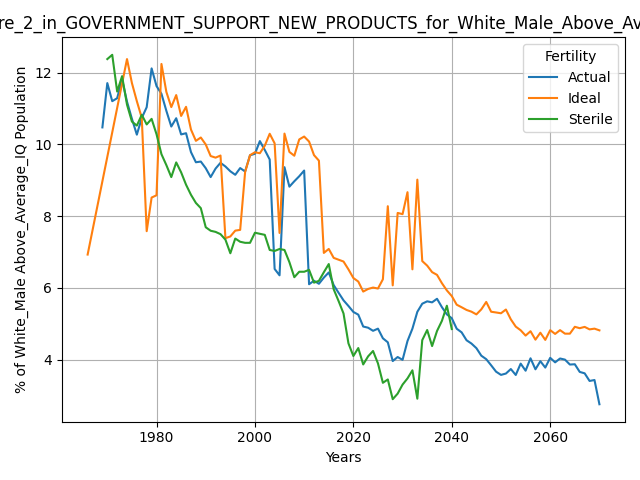 re_2_in_GOVERNMENT_SUPPORT_NEW_PRODUCTS_for_White_Male_Above_Av
% of White_Male Above_Average_IQ Population
12
10
8
6
4
Fertility
Actual
Ideal
Sterile
1980
2000
2020
2040
2060
Years